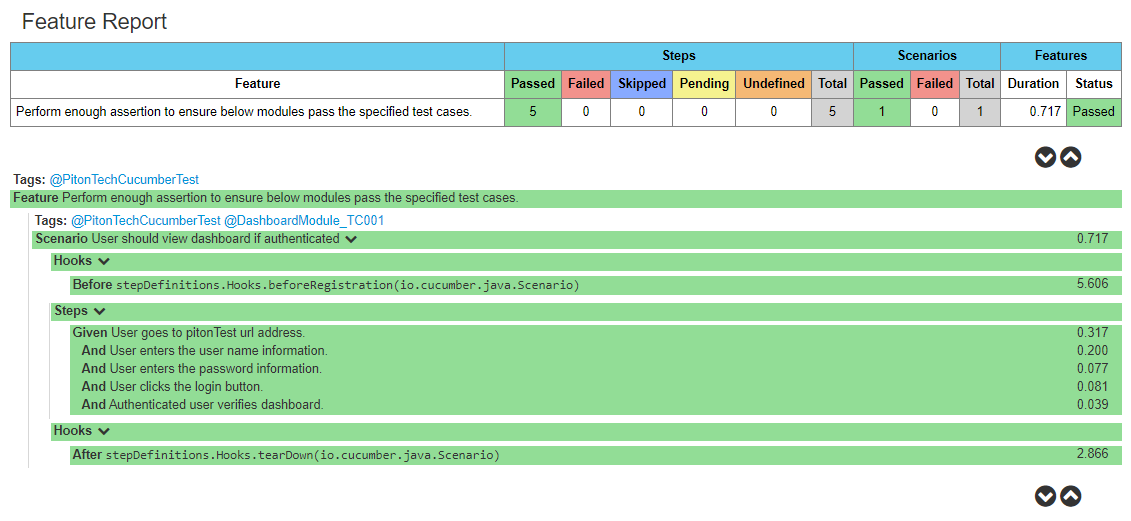 Feature Report
Steps Scenarios Features
Feature Passed Failed Skipped Pending Undefined Total Passed Failed Total Duration Status
Perform enough assertion to ensure below modules pass the specified test cases. 5 0 0 0 0 5 1 0 1 0.717 Passed
Tags: @PitonTechCucumberTest
Feature Perform enough assertion to ensure below modules pass the specified test cases.
Tags: @PitonTechCucumberTest @DashboardModule_TC001
Scenario User should view dashboard if authenticated 0.717
Hooks
Before stepDefinitions.Hooks.beforeRegistration(io.cucumber.java.Scenario) 5.606
Steps
Given User goes to pitonTest url address. 0.317
And User enters the user name information. 0.200
And User enters the password information. 0.077
And User clicks the login button. 0.081
And Authenticated user verifies dashboard. 0.039
Hooks
After stepDefinitions.Hooks.tearDown(io.cucumber.java.Scenario) 2.866